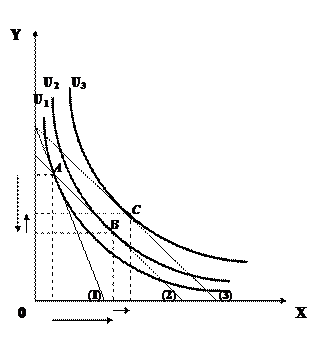 Y
U₂ U₃
U₁
A
C
B
(1) (2) (3)
0 X